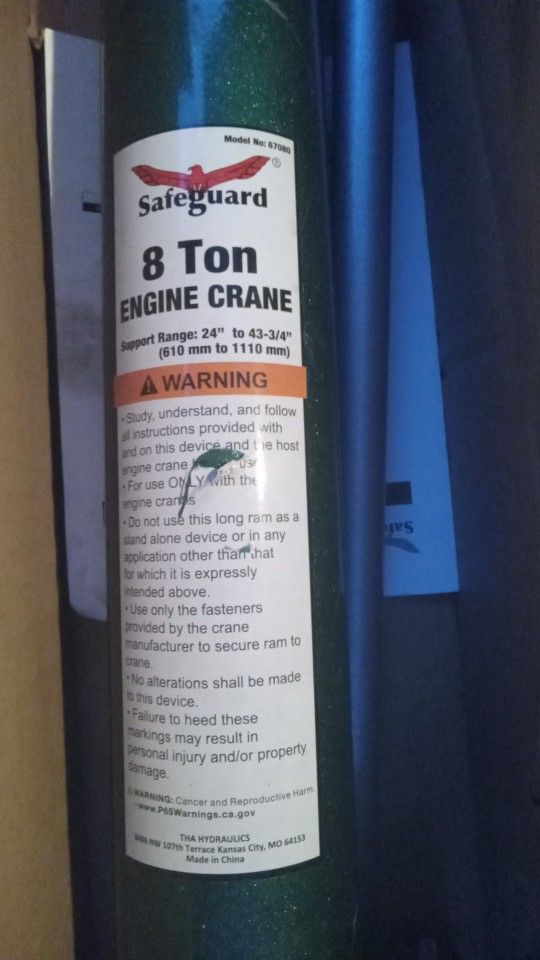 Model No: 67080
®
Safeguard
8 Ton
ENGINE CRANE
Support Range: 24" to 43-3/4"
(610 mm to 1110 mm)
WARNING
• Study, understand, and follow
all instructions provided with
and on this device and the host
engine crane use
• For use ONLY with the
engine cranes
• Do not use this long ram as a
stand alone device or in any
application other than that
for which it is expressly
intended above.
• Use only the fasteners
provided by the crane
manufacturer to secure ram to
crane.
• No alterations shall be made
to this device.
• Failure to heed these
markings may result in
personal injury and/or property
damage.
WARNING: Cancer and Reproductive Harm
- www.P65Warnings.ca.gov
THA HYDRAULICS
NW 107th Terrace Kansas City, MO 64153
Made in China
Safe